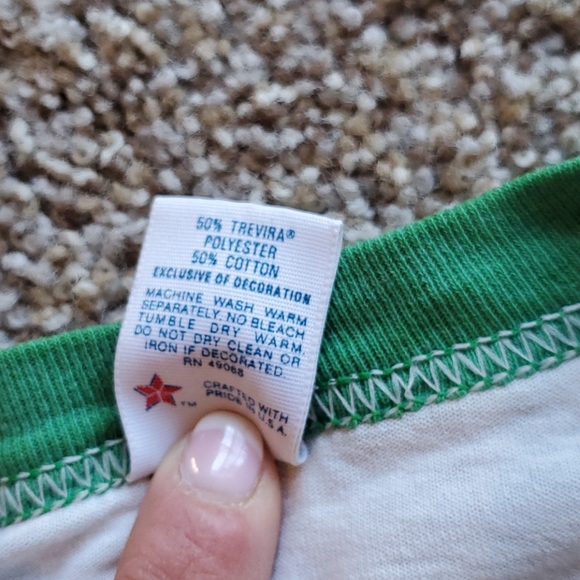 50% TREVIRA®
POLYESTER
50% COTTON
EXCLUSIVE OF DECORATION
MACHINE WASH WARM
SEPARATELY. NO BLEACH
TUMBLE DRY WARM.
DO NOT DRY CLEAN OR
IRON IF DECORATED
RN 49068
CRAFTED WITH
PRIDE IN U.S.A.
TM